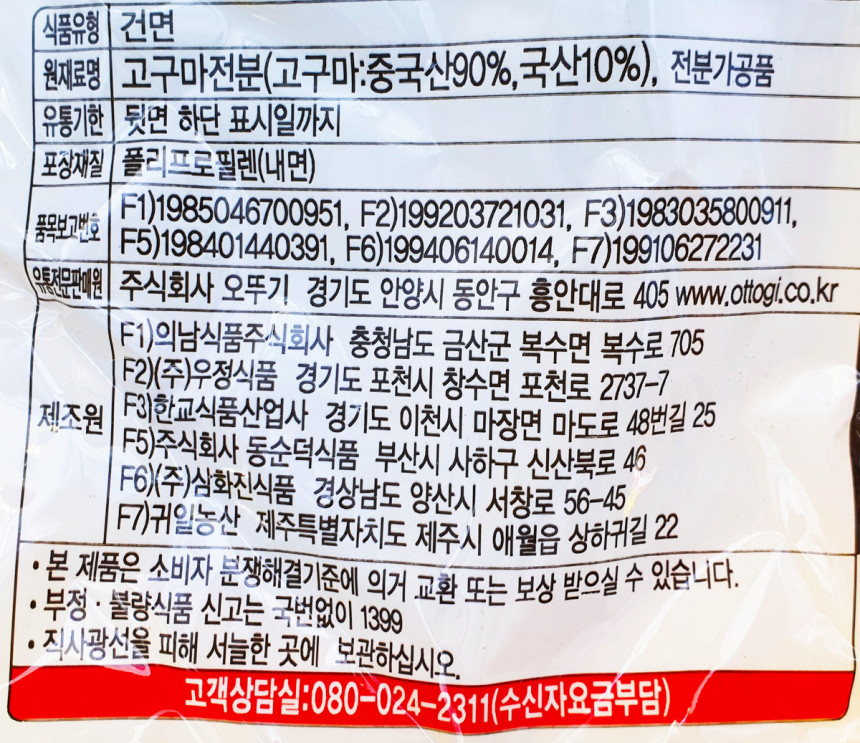 식품유형 건면
원재료명 고구마전분(고구마:중국산90%,국산10%), 전분가공품
유통기한 뒷면 하단 표시일까지
포장재질 폴리프로필렌(내면)
품목보고번호 F1)1985046700951, F2)199203721031, F3)1983035800911,
F5)198401440391, F6)199406140014, F7)199106272231
유통전문판매원 주식회사 오뚜기 경기도 안양시 동안구 흥안대로 405 www.ottogi.co.kr
제조원 F1)의남식품주식회사 충청남도 금산군 복수면 복수로 705
F2)(주)우정식품 경기도 포천시 창수면 포천로 2737-7
F3)한교식품산업사 경기도 이천시 마장면 마도로 48번길 25
F5)주식회사 동순덕식품 부산시 사하구 신산북로 46
F6)(주)삼화진식품 경상남도 양산시 서창로 56-45
F7)귀일농산 제주특별자치도 제주시 애월읍 상하귀길 22
• 본 제품은 소비자 분쟁해결기준에 의거 교환 또는 보상 받으실 수 있습니다.
• 부정 · 불량식품 신고는 국번없이 1399
• 직사광선을 피해 서늘한 곳에 보관하십시오.
고객상담실:080-024-2311(수신자요금부담)